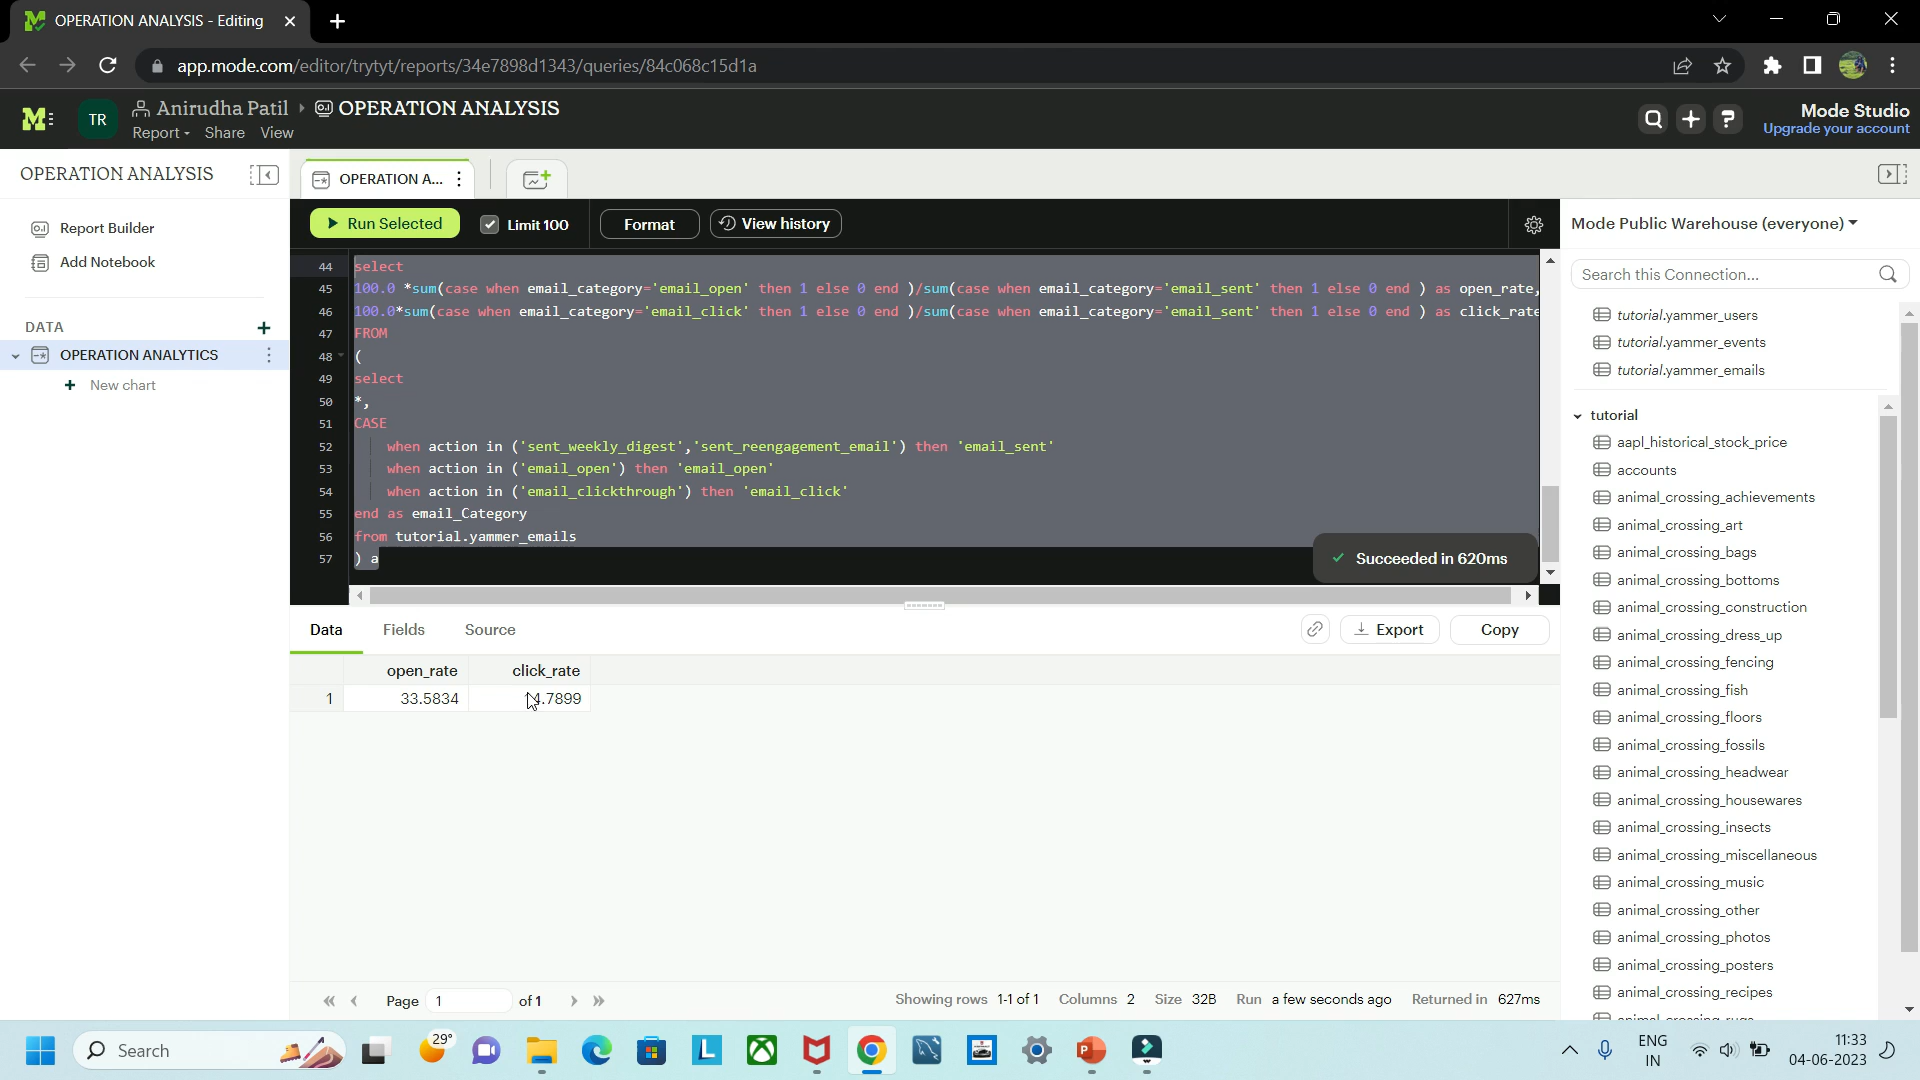 OPERATION ANALYSIS - Editing
app.mode.com/editor/trytyt/reports/34e7898d1343/queries/84c068c15d1a
TR
Anirudha Patil
OPERATION ANALYSIS
Report
Share
View
Mode Studio
Upgrade your account
OPERATION ANALYSIS
Report Builder
Add Notebook
DATA
OPERATION ANALYTICS
New chart
OPERATION A...
Run Selected
Limit 100
Format
View history
44 select
45 100.0 *sum(case when email_category='email_open' then 1 else 0 end )/sum(case when email_category='email_sent' then 1 else 0 end ) as open_rate,
46 100.0*sum(case when email_category='email_click' then 1 else 0 end )/sum(case when email_category='email_sent' then 1 else 0 end ) as click_rate
47 FROM
48 (
49 select
50 *,
51 CASE
52 when action in ('sent_weekly_digest','sent_reengagement_email') then 'email_sent'
53 when action in ('email_open') then 'email_open'
54 when action in ('email_clickthrough') then 'email_click'
55 end as email_Category
56 from tutorial.yammer_emails
57 ) a
Succeeded in 620ms
Data
Fields
Source
Export
Copy
open_rate click_rate
1 33.5834 4.7899
Page 1 of 1
Showing rows 1-1 of 1
Columns 2
Size 32B
Run a few seconds ago
Returned in 627ms
Mode Public Warehouse (everyone)
Search this Connection...
tutorial.yammer_users
tutorial.yammer_events
tutorial.yammer_emails
tutorial
aapl_historical_stock_price
accounts
animal_crossing_achievements
animal_crossing_art
animal_crossing_bags
animal_crossing_bottoms
animal_crossing_construction
animal_crossing_dress_up
animal_crossing_fencing
animal_crossing_fish
animal_crossing_floors
animal_crossing_fossils
animal_crossing_headwear
animal_crossing_housewares
animal_crossing_insects
animal_crossing_miscellaneous
animal_crossing_music
animal_crossing_other
animal_crossing_photos
animal_crossing_posters
animal_crossing_recipes
Search
29°
ENG
IN
11:33
04-06-2023